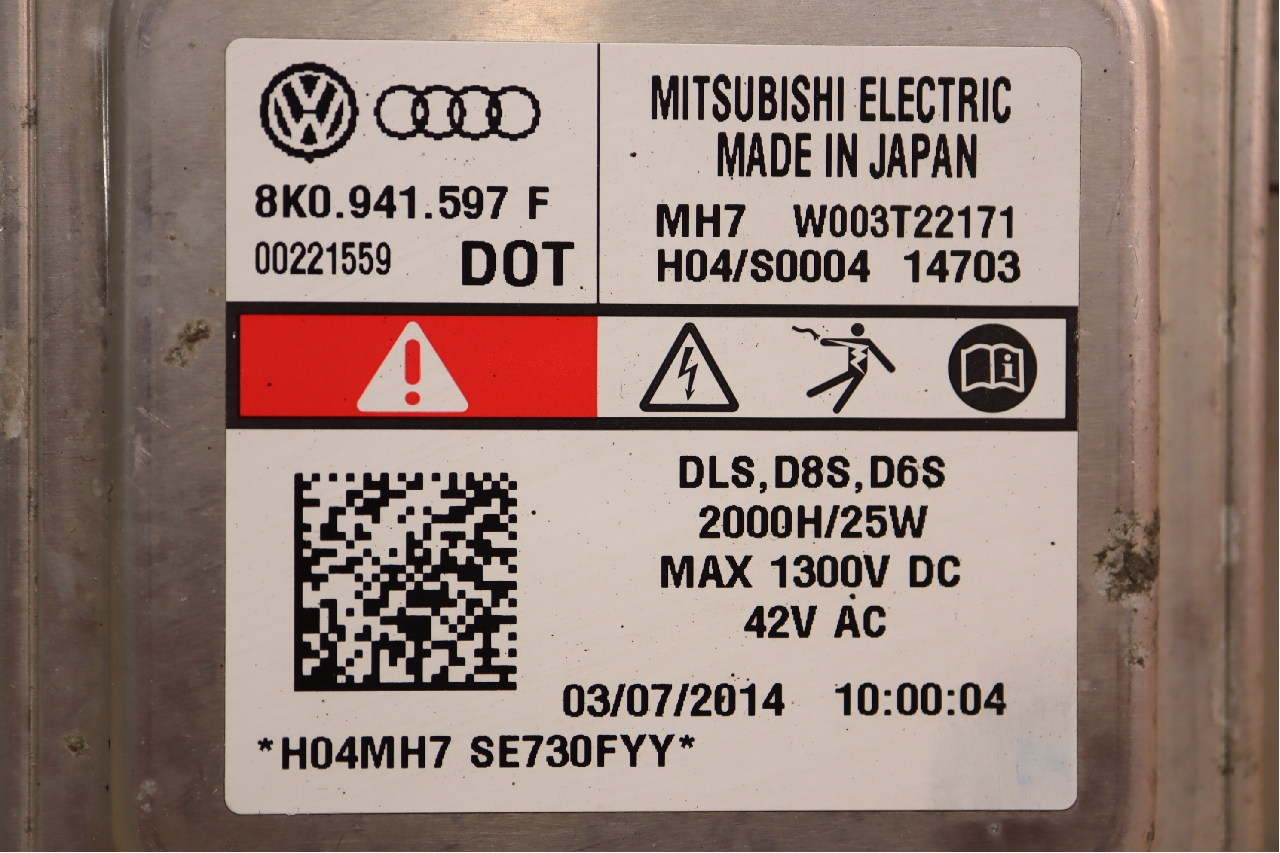 8K0.941.597 F
00221559 DOT
MITSUBISHI ELECTRIC
MADE IN JAPAN
MH7 W003T22171
H04/S0004 14703
DLS,D8S,D6S
2000H/25W
MAX 1300V DC
42V AC
03/07/2014 10:00:04
*H04MH7 SE730FYY*